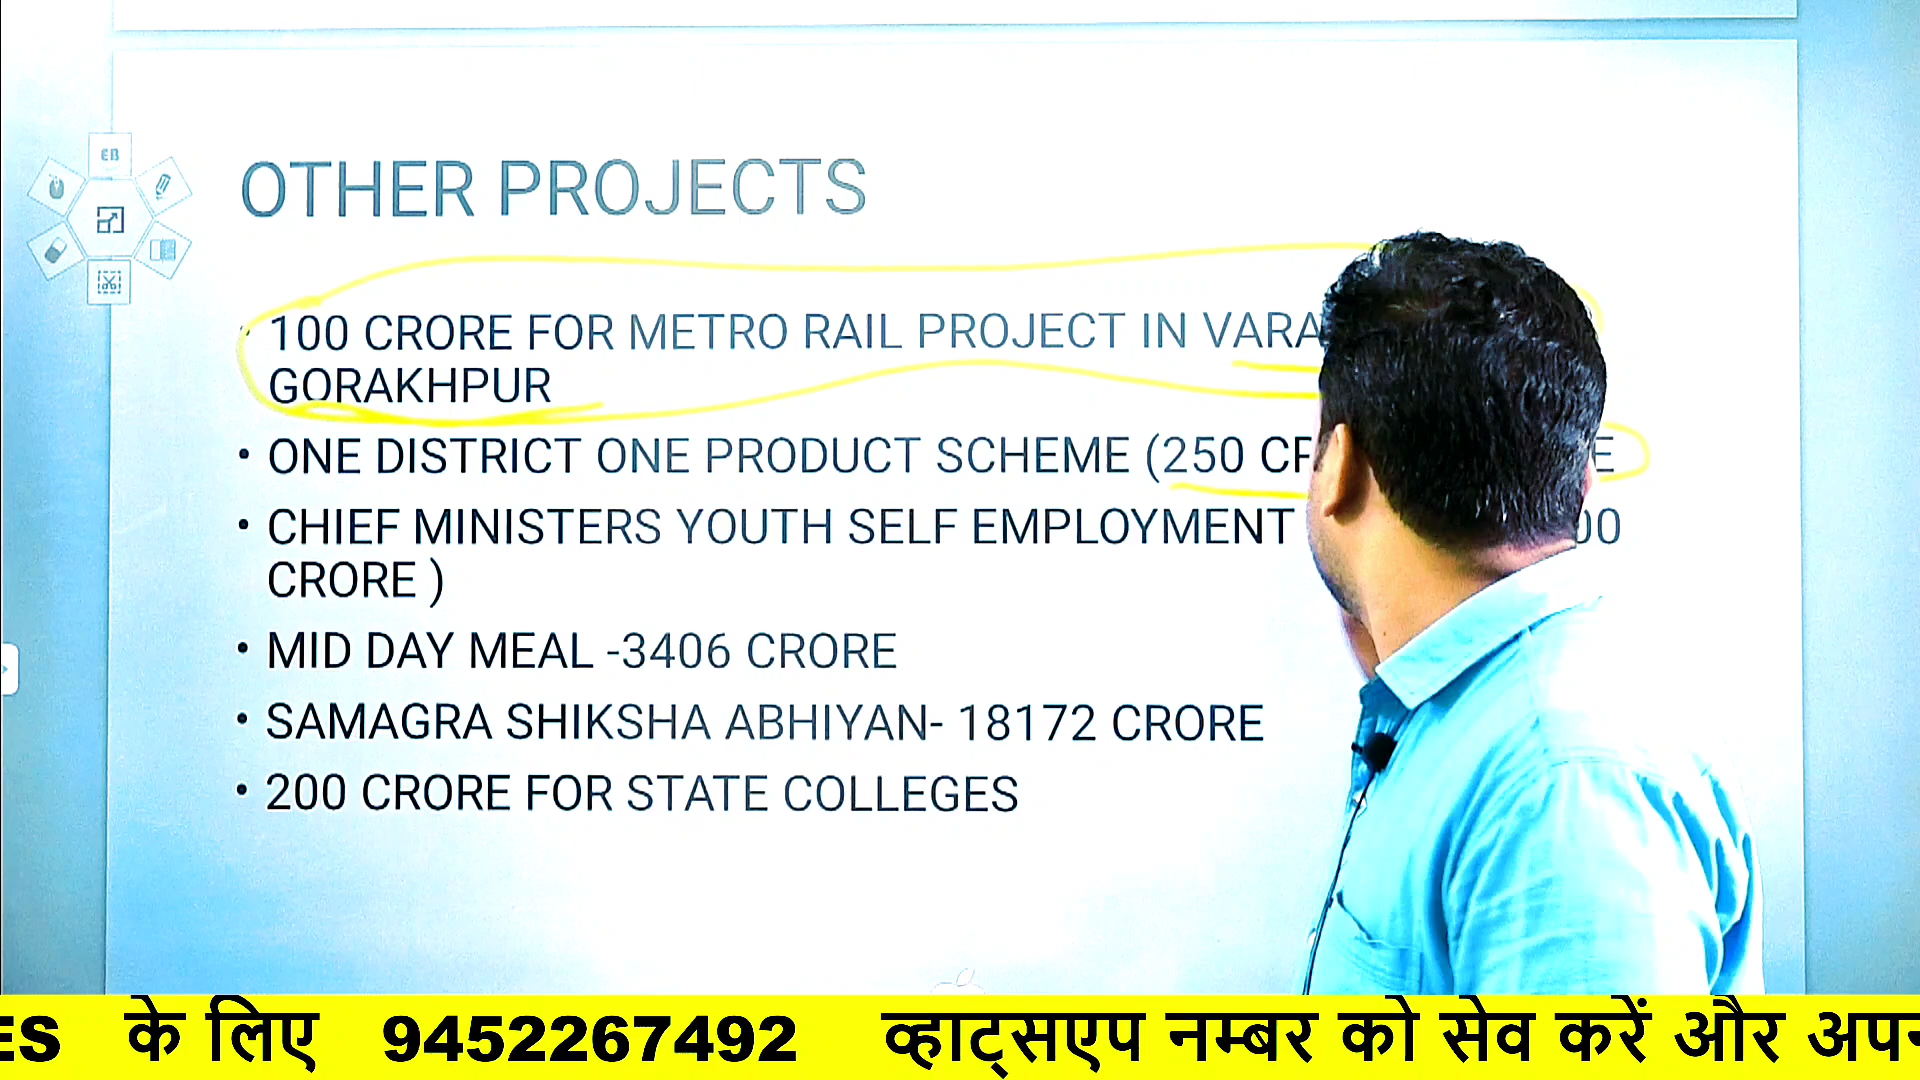 OTHER PROJECTS
100 CRORE FOR METRO RAIL PROJECT IN
GORAKHPUR
• ONE DISTRICT ONE PRODUCT SCHEME (250
• CHIEF MINISTERS YOUTH SELF EMPLOYMENT
CRORE )
• MID DAY MEAL -3406 CRORE
• SAMAGRA SHIKSHA ABHIYAN- 18172 CRORE
• 200 CRORE FOR STATE COLLEGES
के लिए 9452267492 व्हाट्सएप नम्बर को सेव करें और